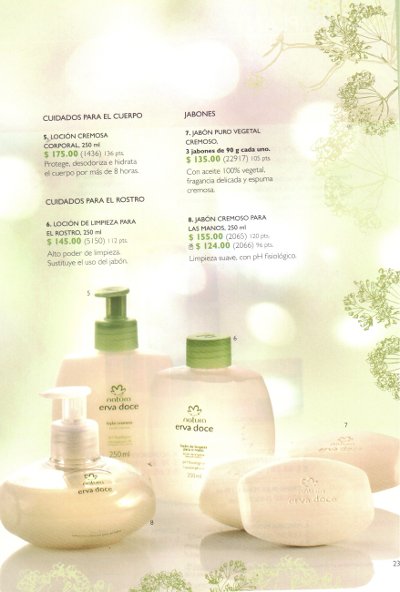 CUIDADOS PARA EL CUERPO
5. LOCIÓN CREMOSA
CORPORAL, 250 ml
$ 175.00 (1436) 136 pts.
Protege, desodoriza e hidrata
el cuerpo por más de 8 horas.
CUIDADOS PARA EL ROSTRO
6. LOCIÓN DE LIMPIEZA PARA
EL ROSTRO, 250 ml
$ 145.00 (5150) 112 pts.
Alto poder de limpieza.
Sustituye el uso del jabón.
JABONES
7. JABÓN PURO VEGETAL
CREMOSO,
3 jabones de 90 g cada uno.
$ 135.00 (22917) 105 pts.
Con aceite 100% vegetal,
fragancia delicada y espuma
cremosa.
8. JABÓN CREMOSO PARA
LAS MANOS, 250 ml
$ 155.00 (2065) 120 pts.
$ 124.00 (2066) 96 pts.
Limpieza suave, con pH fisiológico.
5
natura
erva doce
250 ml
6
natura
erva doce
250 ml
7
natura
erva doce
natura
erva doce
8
23